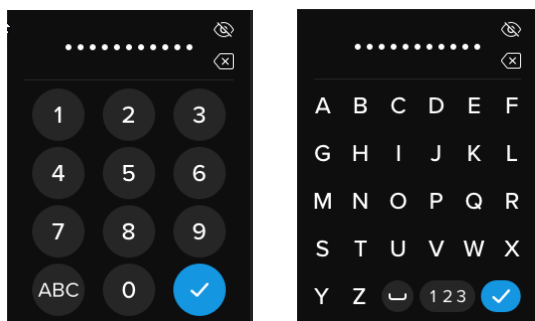 1 2 3
4 5 6
7 8 9
ABC 0
A B C D E F
G H I J K L
M N O P Q R
S T U V W X
Y Z 123